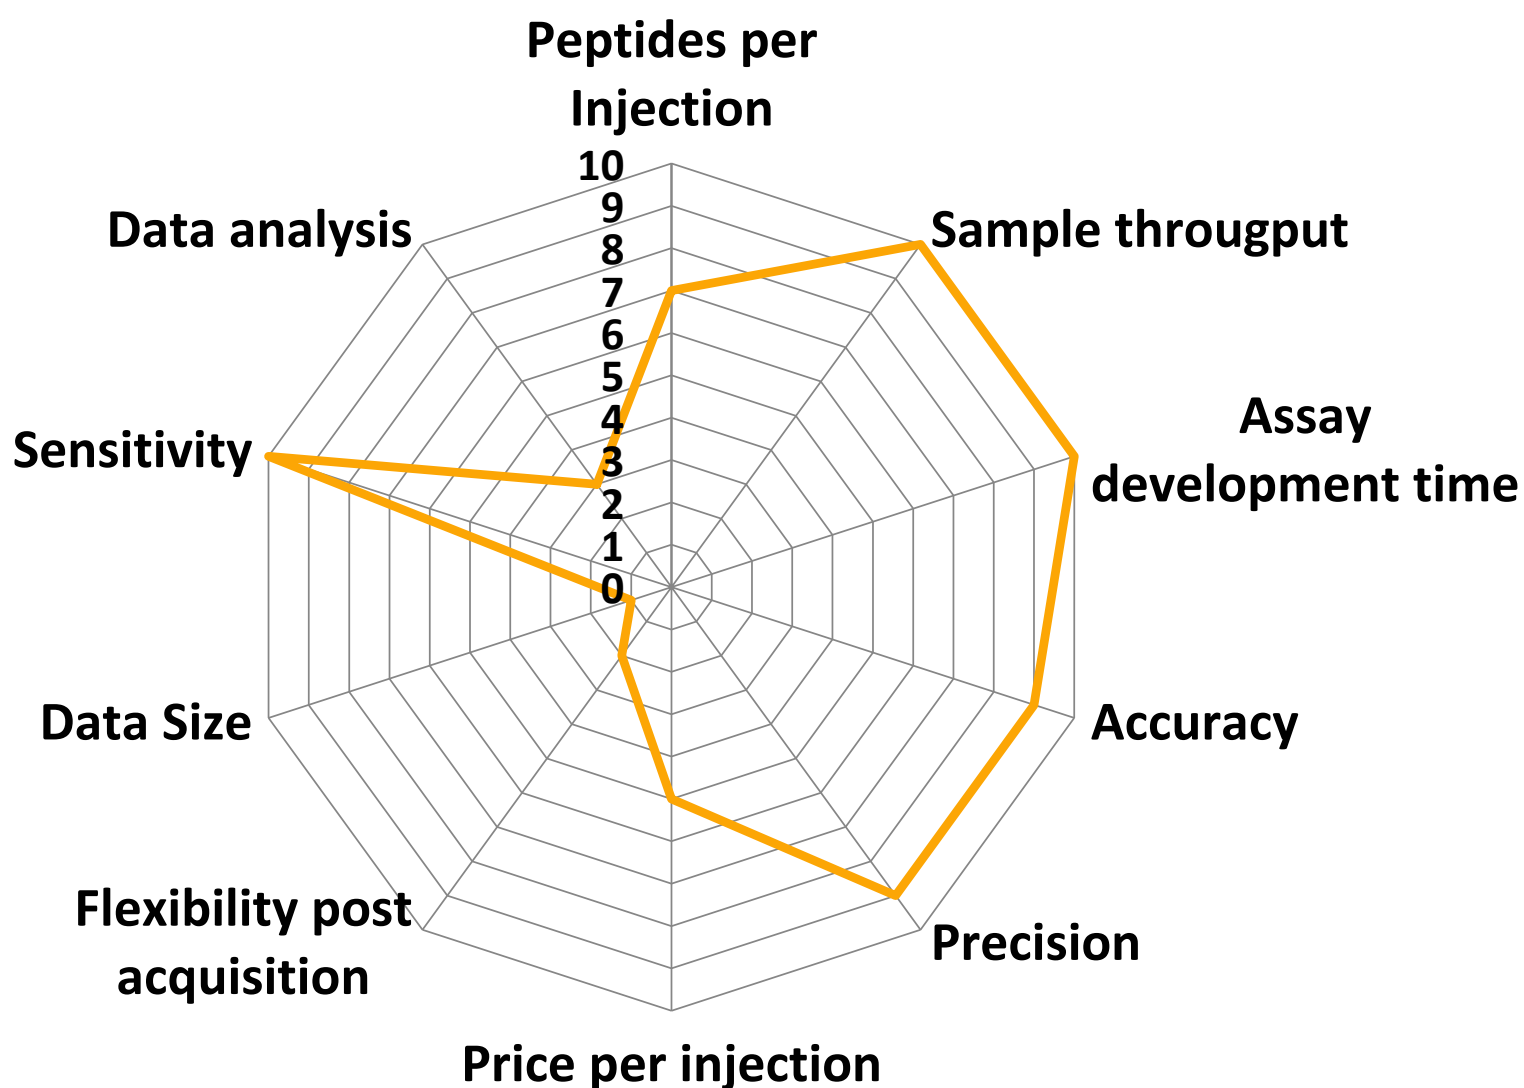 Peptides per
Injection
10
9
8
7
6
5
4
3
2
1
0
Sample througput
Assay
development time
Accuracy
Precision
Price per injection
Flexibility post
acquisition
Data Size
Sensitivity
Data analysis